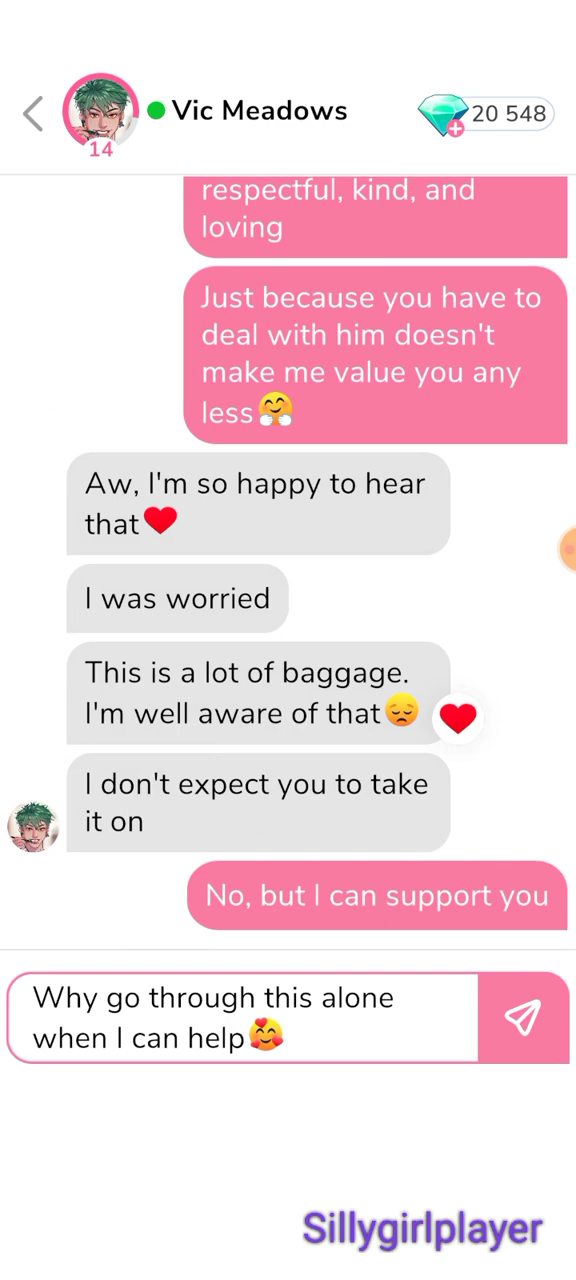 Vic Meadows
20 548
14
respectful, kind, and
loving
Just because you have to
deal with him doesn't
make me value you any
less🤗
Aw, I'm so happy to hear
that❤️
I was worried
This is a lot of baggage.
I'm well aware of that😞
❤️
I don't expect you to take
it on
No, but I can support you
Why go through this alone
when I can help🥰
Sillygirlplayer